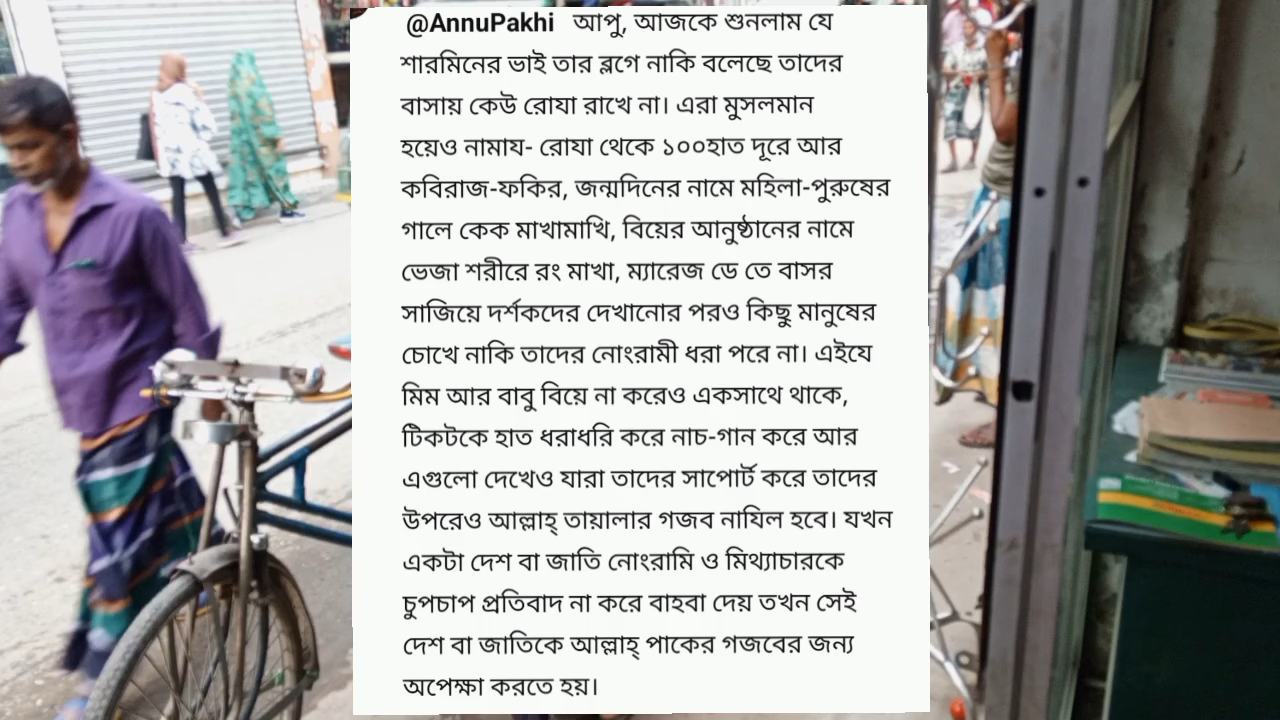 @AnnuPakhi আপু, আজকে শুনলাম যে
শারমিনের ভাই তার ব্লগে নাকি বলেছে তাদের
বাসায় কেউ রোযা রাখে না। এরা মুসলমান
হয়েও নামায- রোযা থেকে ১০০হাত দূরে আর
কবিরাজ-ফকির, জন্মদিনের নামে মহিলা-পুরুষের
গালে কেক মাখামাখি, বিয়ের আনুষ্ঠানের নামে
ভেজা শরীরে রং মাখা, ম্যারেজ ডে তে বাসর
সাজিয়ে দর্শকদের দেখানোর পরও কিছু মানুষের
চোখে নাকি তাদের নোংরামী ধরা পরে না। এইযে
মিম আর বাবু বিয়ে না করেও একসাথে থাকে,
টিকটকে হাত ধরাধরি করে নাচ-গান করে আর
এগুলো দেখেও যারা তাদের সাপোর্ট করে তাদের
উপরেও আল্লাহ্ তায়ালার গজব নাযিল হবে। যখন
একটা দেশ বা জাতি নোংরামি ও মিথ্যাচারকে
চুপচাপ প্রতিবাদ না করে বাহবা দেয় তখন সেই
দেশ বা জাতিকে আল্লাহ্ পাকের গজবের জন্য
অপেক্ষা করতে হয়।